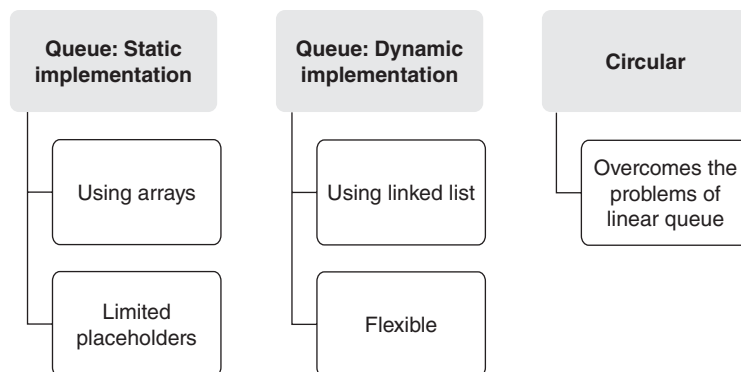 Queue: Static
implementation
Using arrays
Limited
placeholders
Queue: Dynamic
implementation
Using linked list
Flexible
Circular
Overcomes the
problems of
linear queue